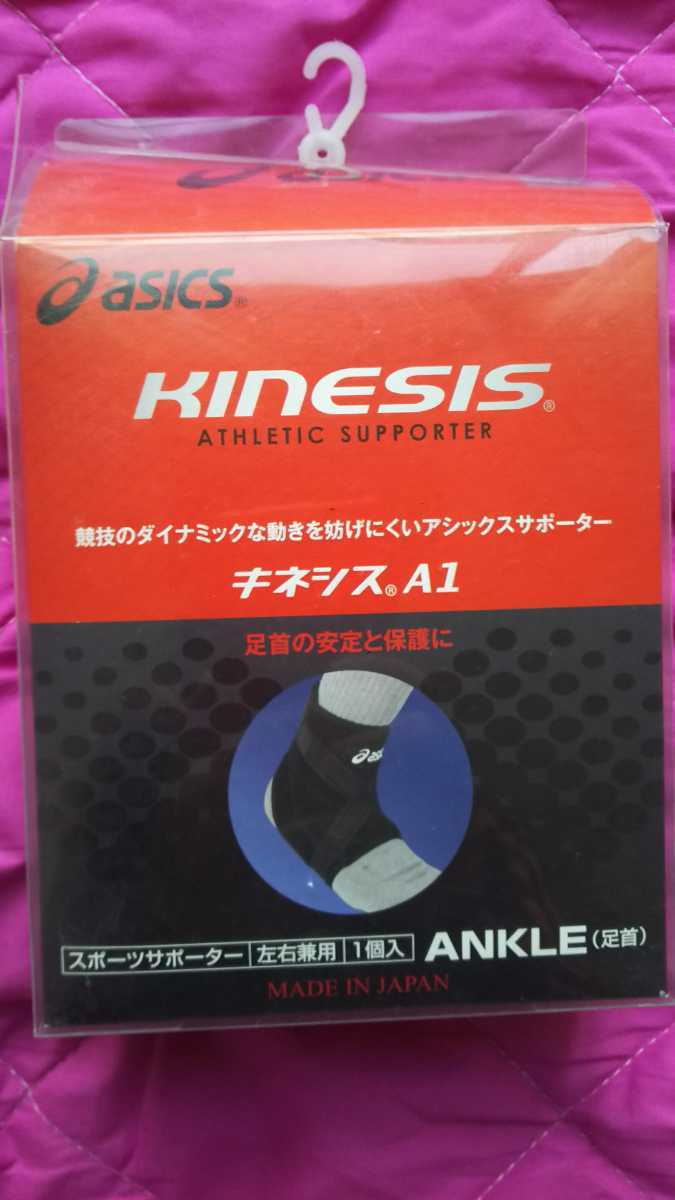 asics®
KINESIS®
ATHLETIC SUPPORTER
競技のダイナミックな動きを妨げにくいアシックスサポーター
キネシス® A1
足首の安定と保護に
スポーツサポーター 左右兼用 1個入 ANKLE(足首)
MADE IN JAPAN